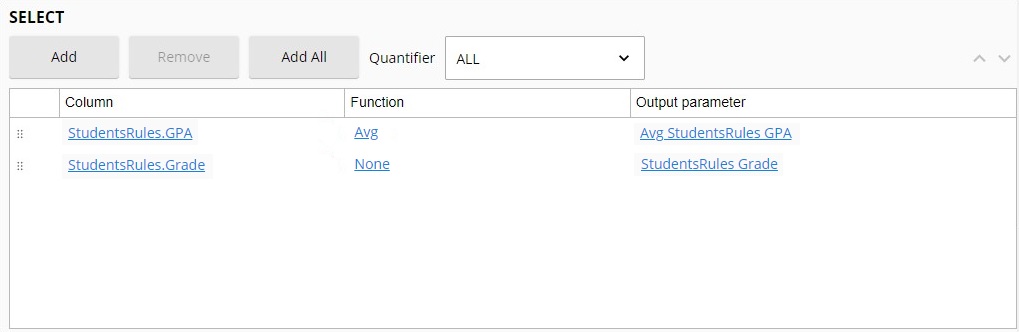 SELECT
Add Remove Add All Quantifier ALL
Column Function Output parameter
StudentsRules.GPA Avg Avg StudentsRules GPA
StudentsRules.Grade None StudentsRules Grade